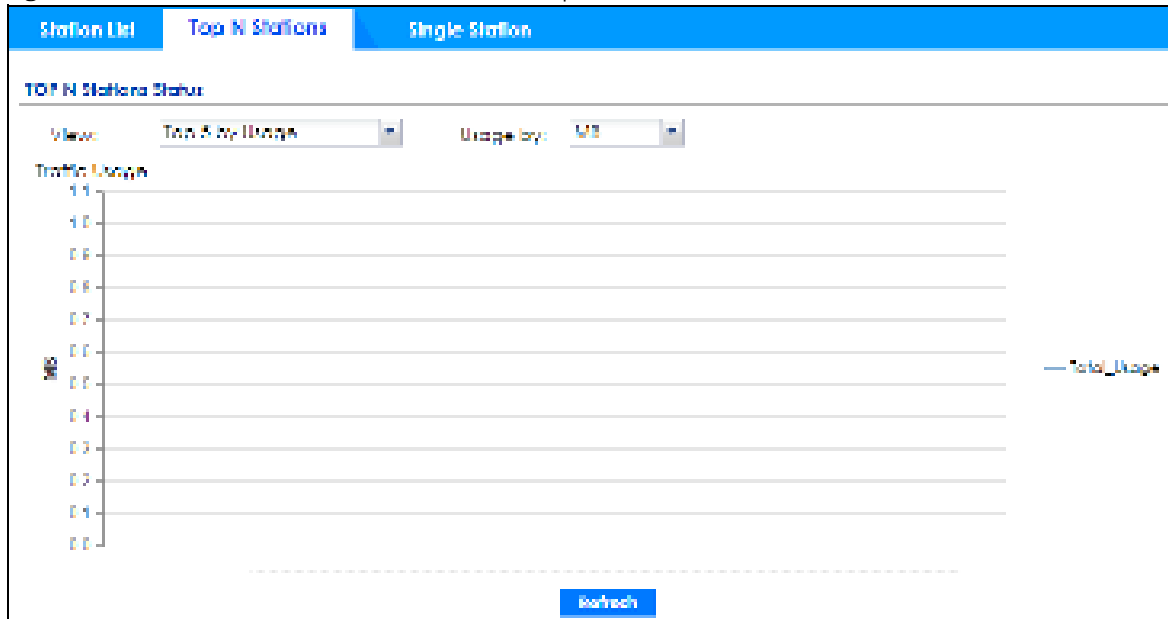 Station List Top N Stations Single Station
TOP N Stations Status
View: Top 5 by Usage Usage by: MB
Traffic Usage
1.1
1.0
0.9
0.8
0.7
0.6
MB
0.5
Total_Usage
0.4
0.3
0.2
0.1
0.0
Refresh